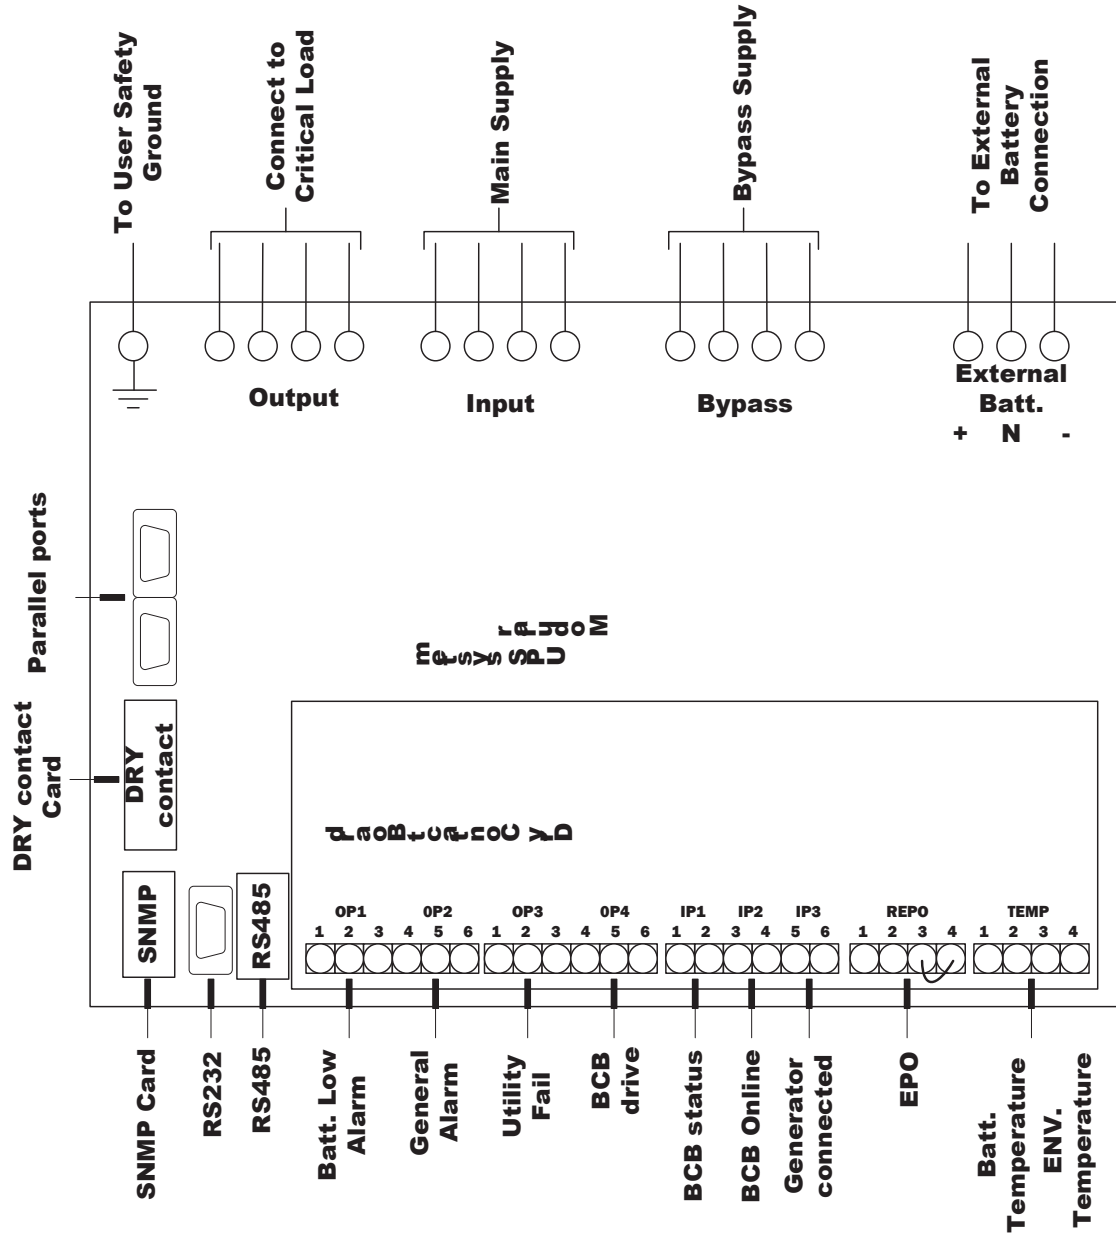 To User Safety
Ground
Connect to
Critical Load
Main Supply
Bypass Supply
To External
Battery
Connection
Output
Input
Bypass
External
Batt.
+ N -
Parallel ports
DRY contact
Card
DRY
contact
Modular
UPS system
Dry Contact Board
SNMP
RS485
OP1 0P2 OP3 0P4 IP1 IP2 IP3 REPO TEMP
1 2 3 4 5 6 1 2 3 4 5 6 1 2 3 4 5 6 1 2 3 4 1 2 3 4
SNMP Card
RS232
RS485
Batt. Low
Alarm
General
Alarm
Utility
Fail
BCB
drive
BCB status
BCB Online
Generator
connected
EPO
Batt.
Temperature
ENV.
Temperature